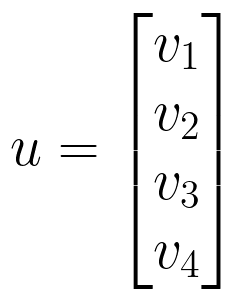 v₁
v₂
u = v₃
v₄